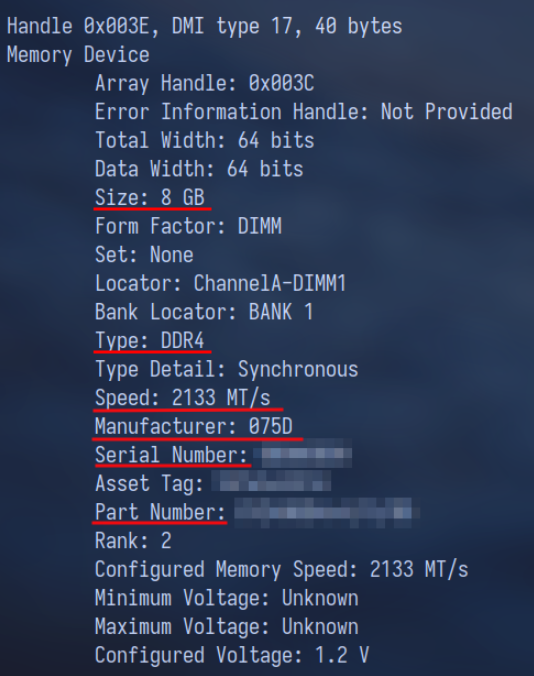 Handle 0x003E, DMI type 17, 40 bytes
Memory Device
Array Handle: 0x003C
Error Information Handle: Not Provided
Total Width: 64 bits
Data Width: 64 bits
Size: 8 GB
Form Factor: DIMM
Set: None
Locator: ChannelA-DIMM1
Bank Locator: BANK 1
Type: DDR4
Type Detail: Synchronous
Speed: 2133 MT/s
Manufacturer: 075D
Serial Number:
Asset Tag:
Part Number:
Rank: 2
Configured Memory Speed: 2133 MT/s
Minimum Voltage: Unknown
Maximum Voltage: Unknown
Configured Voltage: 1.2 V